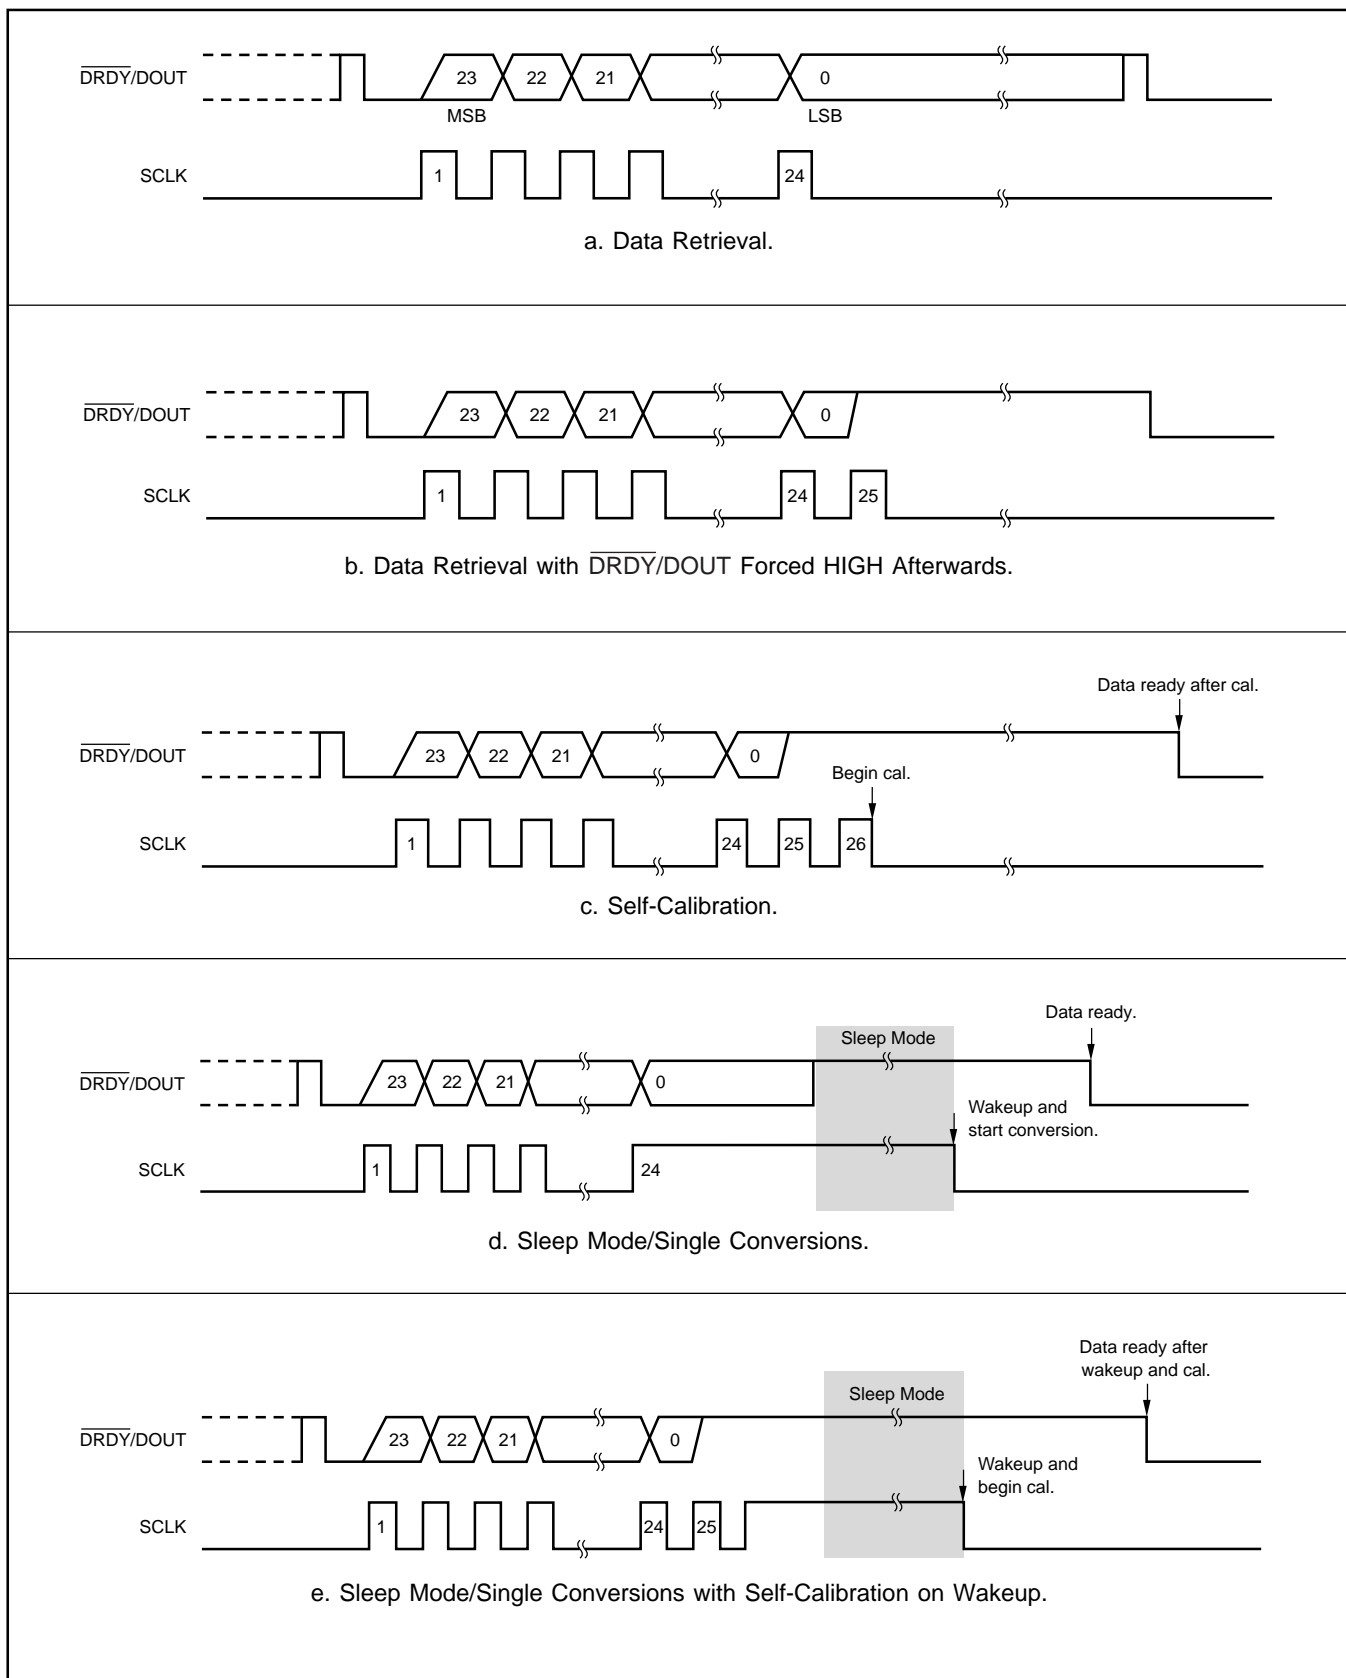 DRDY/DOUT
23 22 21 0
MSB LSB
SCLK
1 24
a. Data Retrieval.
DRDY/DOUT
23 22 21 0
SCLK
1 24 25
b. Data Retrieval with DRDY/DOUT Forced HIGH Afterwards.
Data ready after cal.
DRDY/DOUT
23 22 21 0
Begin cal.
SCLK
1 24 25 26
c. Self-Calibration.
Data ready.
Sleep Mode
DRDY/DOUT
23 22 21 0
Wakeup and
start conversion.
SCLK
1 24
d. Sleep Mode/Single Conversions.
Data ready after
wakeup and cal.
Sleep Mode
DRDY/DOUT
23 22 21 0
Wakeup and
begin cal.
SCLK
1 24 25
e. Sleep Mode/Single Conversions with Self-Calibration on Wakeup.